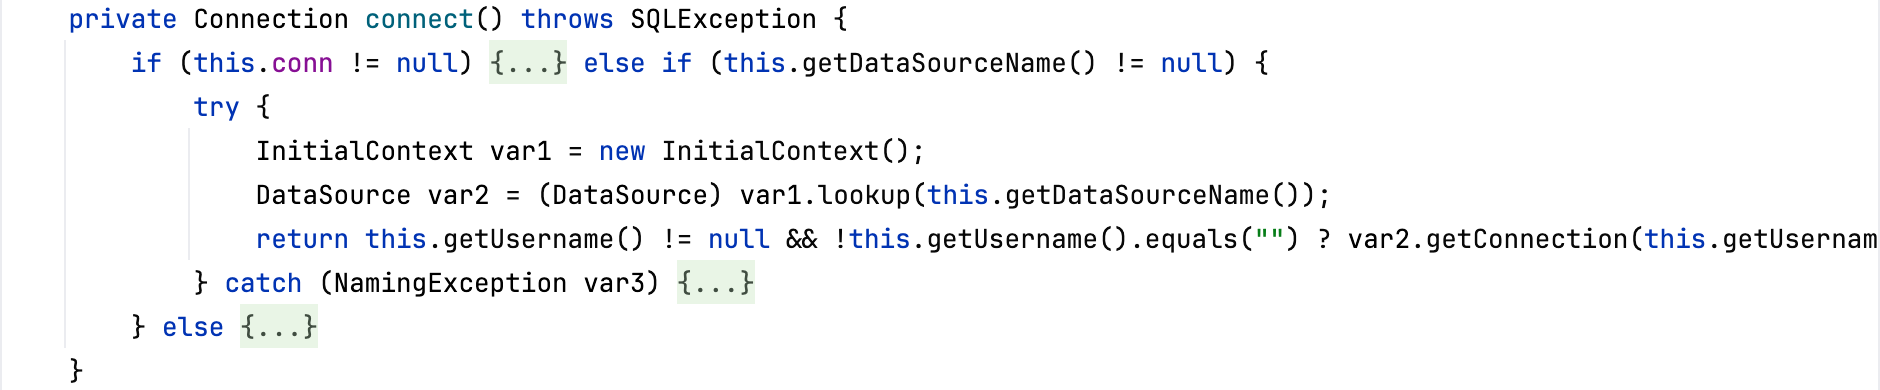 private Connection connect() throws SQLException {
if (this.conn != null) {...} else if (this.getDataSourceName() != null) {
try {
InitialContext var1 = new InitialContext();
DataSource var2 = (DataSource) var1.lookup(this.getDataSourceName());
return this.getUsername() != null && !this.getUsername().equals("") ? var2.getConnection(this.getUsernam
} catch (NamingException var3) {...}
} else {...}
}